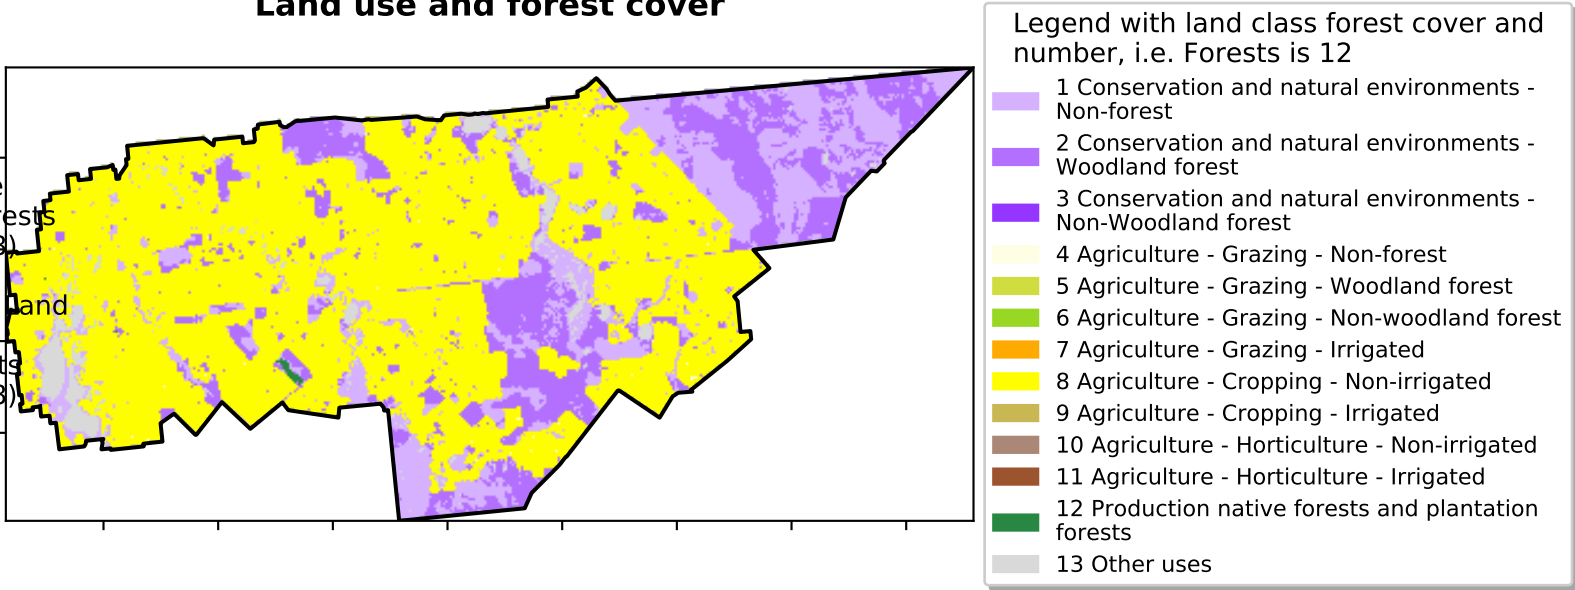 Land use and forest cover
ests
and
ts
Legend with land class forest cover and
number, i.e. Forests is 12
1 Conservation and natural environments -
Non-forest
2 Conservation and natural environments -
Woodland forest
3 Conservation and natural environments -
Non-Woodland forest
4 Agriculture - Grazing - Non-forest
5 Agriculture - Grazing - Woodland forest
6 Agriculture - Grazing - Non-woodland forest
7 Agriculture - Grazing - Irrigated
8 Agriculture - Cropping - Non-irrigated
9 Agriculture - Cropping - Irrigated
10 Agriculture - Horticulture - Non-irrigated
11 Agriculture - Horticulture - Irrigated
12 Production native forests and plantation
forests
13 Other uses